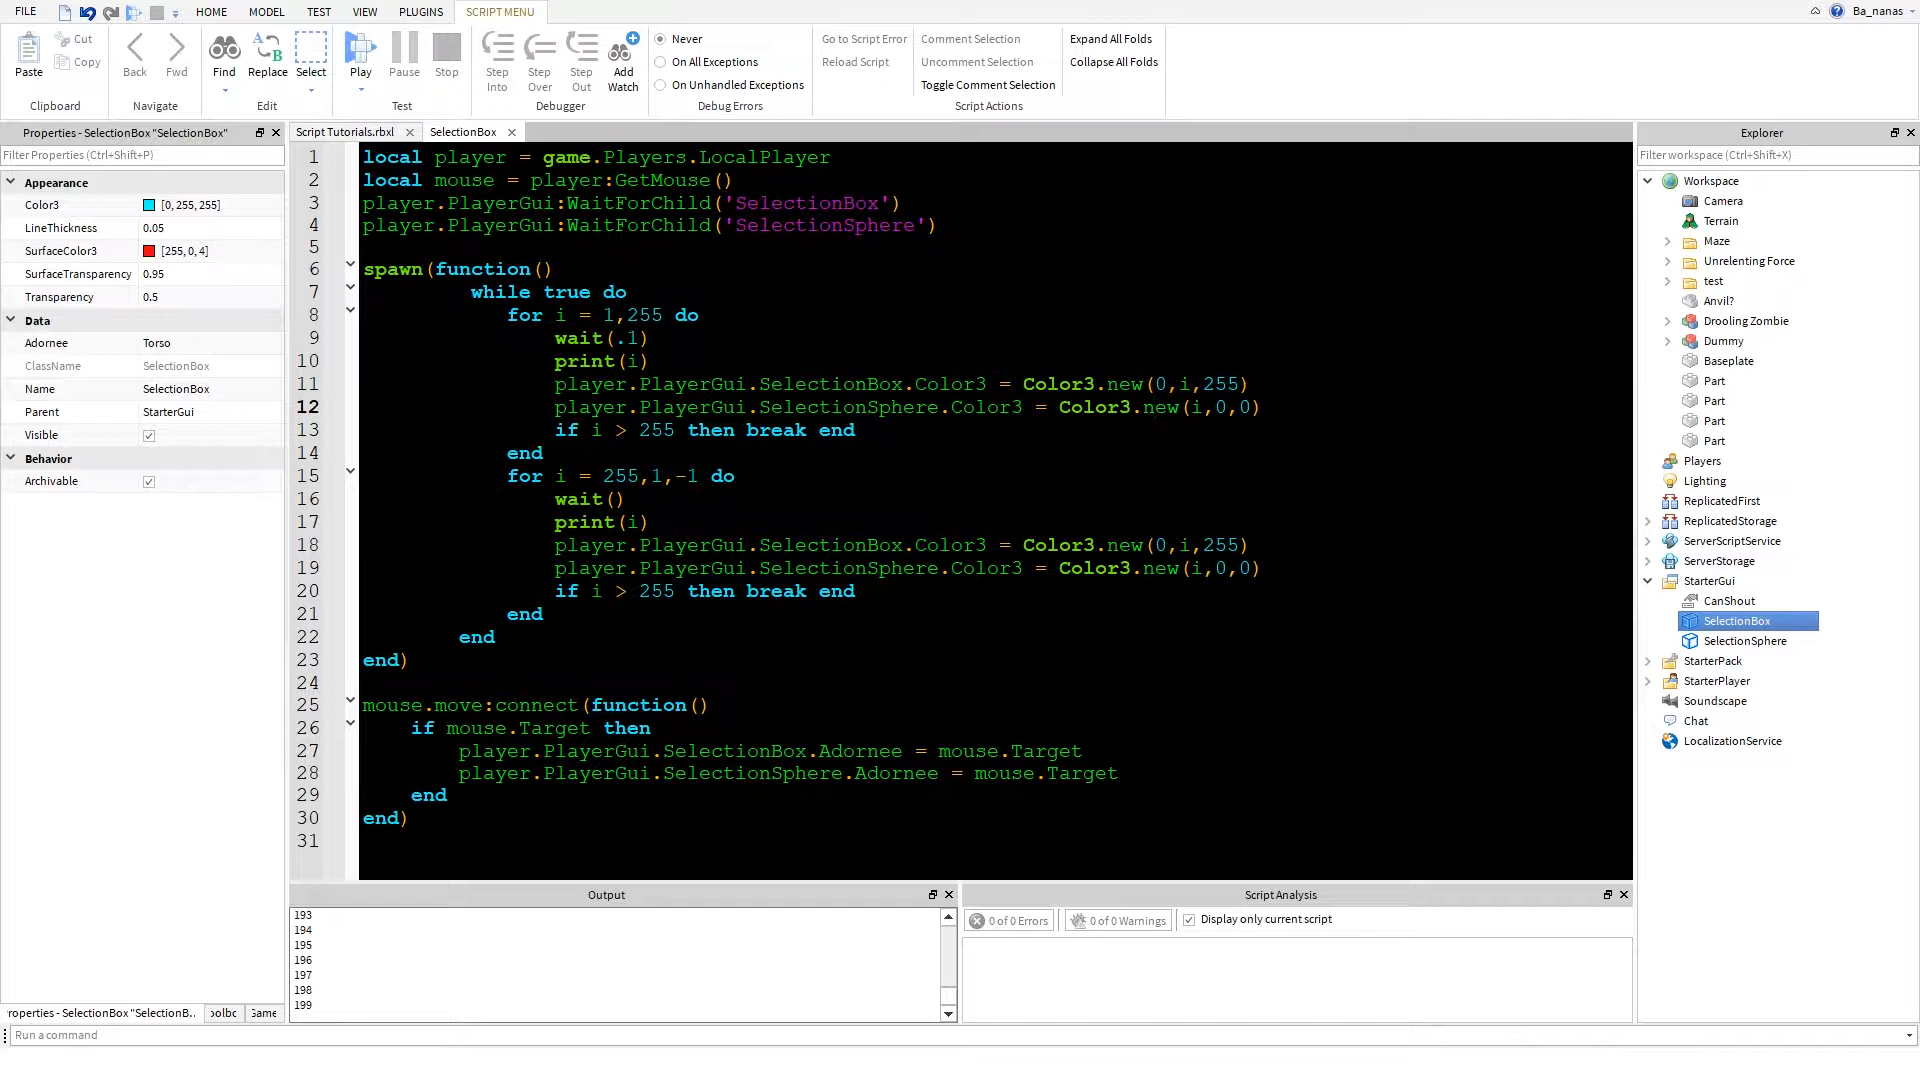 FILE
HOME
MODEL
TEST
VIEW
PLUGINS
SCRIPT MENU
Ba_nanas
Paste
Cut
Copy
Clipboard
Back
Fwd
Navigate
Find
Replace
Select
Edit
Play
Pause
Stop
Test
Step Into
Step Over
Step Out
Add Watch
Debugger
Never
On All Exceptions
On Unhandled Exceptions
Debug Errors
Go to Script Error
Reload Script
Comment Selection
Uncomment Selection
Toggle Comment Selection
Expand All Folds
Collapse All Folds
Script Actions
Properties - SelectionBox "SelectionBox"
Filter Properties (Ctrl+Shift+P)
Appearance
Color3 [0, 255, 255]
LineThickness 0.05
SurfaceColor3 [255, 0, 4]
SurfaceTransparency 0.95
Transparency 0.5
Data
Adornee Torso
ClassName SelectionBox
Name SelectionBox
Parent StarterGui
Visible
Behavior
Archivable
roperties - SelectionBox "SelectionB...
oolbo
Game
Script Tutorials.rbxl
SelectionBox
1 local player = game.Players.LocalPlayer
2 local mouse = player:GetMouse()
3 player.PlayerGui:WaitForChild('SelectionBox')
4 player.PlayerGui:WaitForChild('SelectionSphere')
5
6 spawn(function()
7 while true do
8 for i = 1,255 do
9 wait(.1)
10 print(i)
11 player.PlayerGui.SelectionBox.Color3 = Color3.new(0,i,255)
12 player.PlayerGui.SelectionSphere.Color3 = Color3.new(i,0,0)
13 if i > 255 then break end
14 end
15 for i = 255,1,-1 do
16 wait()
17 print(i)
18 player.PlayerGui.SelectionBox.Color3 = Color3.new(0,i,255)
19 player.PlayerGui.SelectionSphere.Color3 = Color3.new(i,0,0)
20 if i > 255 then break end
21 end
22 end
23 end)
24
25 mouse.move:connect(function()
26 if mouse.Target then
27 player.PlayerGui.SelectionBox.Adornee = mouse.Target
28 player.PlayerGui.SelectionSphere.Adornee = mouse.Target
29 end
30 end)
31
Output
193
194
195
196
197
198
199
Script Analysis
0 of 0 Errors
0 of 0 Warnings
Display only current script
Explorer
Filter workspace (Ctrl+Shift+X)
Workspace
Camera
Terrain
Maze
Unrelenting Force
test
Anvil?
Drooling Zombie
Dummy
Baseplate
Part
Part
Part
Part
Players
Lighting
ReplicatedFirst
ReplicatedStorage
ServerScriptService
ServerStorage
StarterGui
CanShout
SelectionBox
SelectionSphere
StarterPack
StarterPlayer
Soundscape
Chat
LocalizationService
Run a command